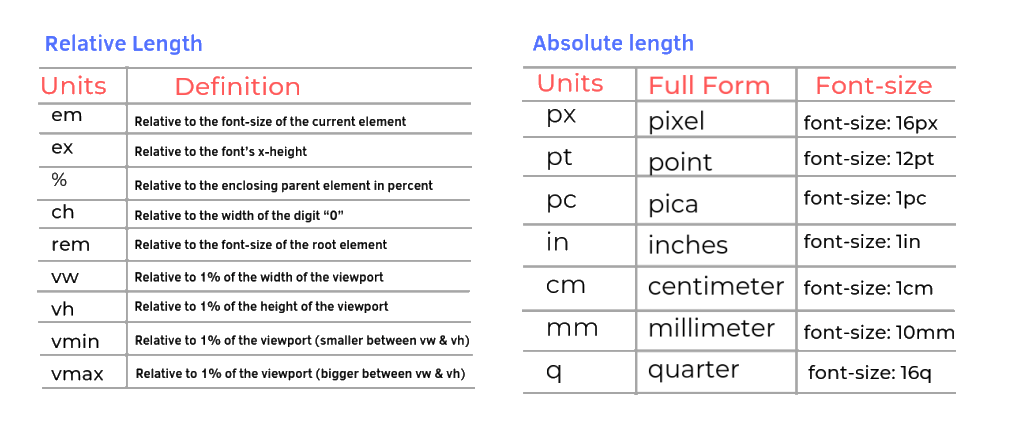 Relative Length
Units Definition
em Relative to the font-size of the current element
ex Relative to the font's x-height
% Relative to the enclosing parent element in percent
ch Relative to the width of the digit “0”
rem Relative to the font-size of the root element
vw Relative to 1% of the width of the viewport
vh Relative to 1% of the height of the viewport
vmin Relative to 1% of the viewport (smaller between vw & vh)
vmax Relative to 1% of the viewport (bigger between vw & vh)
Absolute length
Units Full Form Font-size
px pixel font-size: 16px
pt point font-size: 12pt
pc pica font-size: 1pc
in inches font-size: 1in
cm centimeter font-size: 1cm
mm millimeter font-size: 10mm
q quarter font-size: 16q